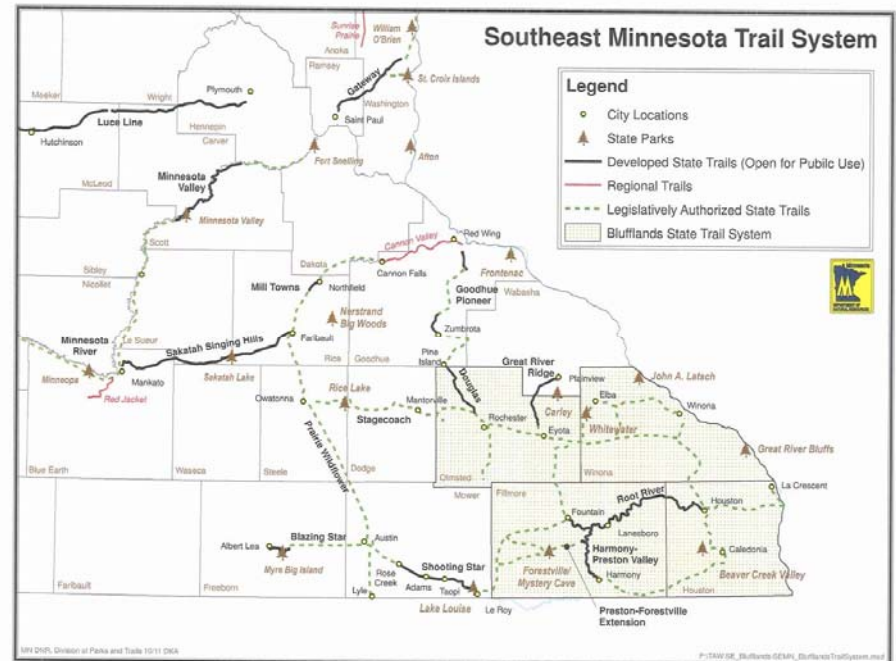 Southeast Minnesota Trail System
Legend
City Locations
State Parks
Developed State Trails (Open for Public Use)
Regional Trails
Legislatively Authorized State Trails
Blufflands State Trail System
Sunrise
Prairie
William
O'Brien
Anoka
Ramsey
Gateway
St. Croix Islands
Washington
Saint Paul
Meeker
Wright
Plymouth
Luce Line
Hennepin
Hutchinson
Carver
Fort Snelling
Afton
Minnesota
Valley
McLeod
Minnesota Valley
Scott
Sibley
Nicollet
Dakota
Cannon Valley
Red Wing
Cannon Falls
Frontenac
Mill Towns
Northfield
Goodhue
Pioneer
Wabasha
Nerstrand
Big Woods
Zumbrota
Minnesota
River
Le Sueur
Sakatah Singing Hills
Faribault
Rice
Goodhue
Pine
Island
Great River
Ridge
Plainview
Minneopa
Mankato
Sakatah Lake
Red Jacket
Rice Lake
Douglas
Elba
John A. Latsch
Owatonna
Mantorville
Carley
Winona
Stagecoach
Rochester
Whitewater
Eyota
Great River Bluffs
Prairie Wildflower
Blue Earth
Waseca
Steele
Dodge
Olmsted
Winona
Mower
Fillmore
La Crescent
Root River
Houston
Fountain
Lanesboro
Albert Lea
Blazing Star
Austin
Harmony-
Preston Valley
Caledonia
Myre Big Island
Rose
Creek
Shooting Star
Forestville/
Mystery Cave
Beaver Creek Valley
Faribault
Freeborn
Lyle
Adams
Taopi
Harmony
Houston
Lake Louise
Le Roy
Preston-Forestville
Extension
MINNESOTA
DEPARTMENT OF
NATURAL RESOURCES
MN DNR, Division of Parks and Trails 10/11 DKA